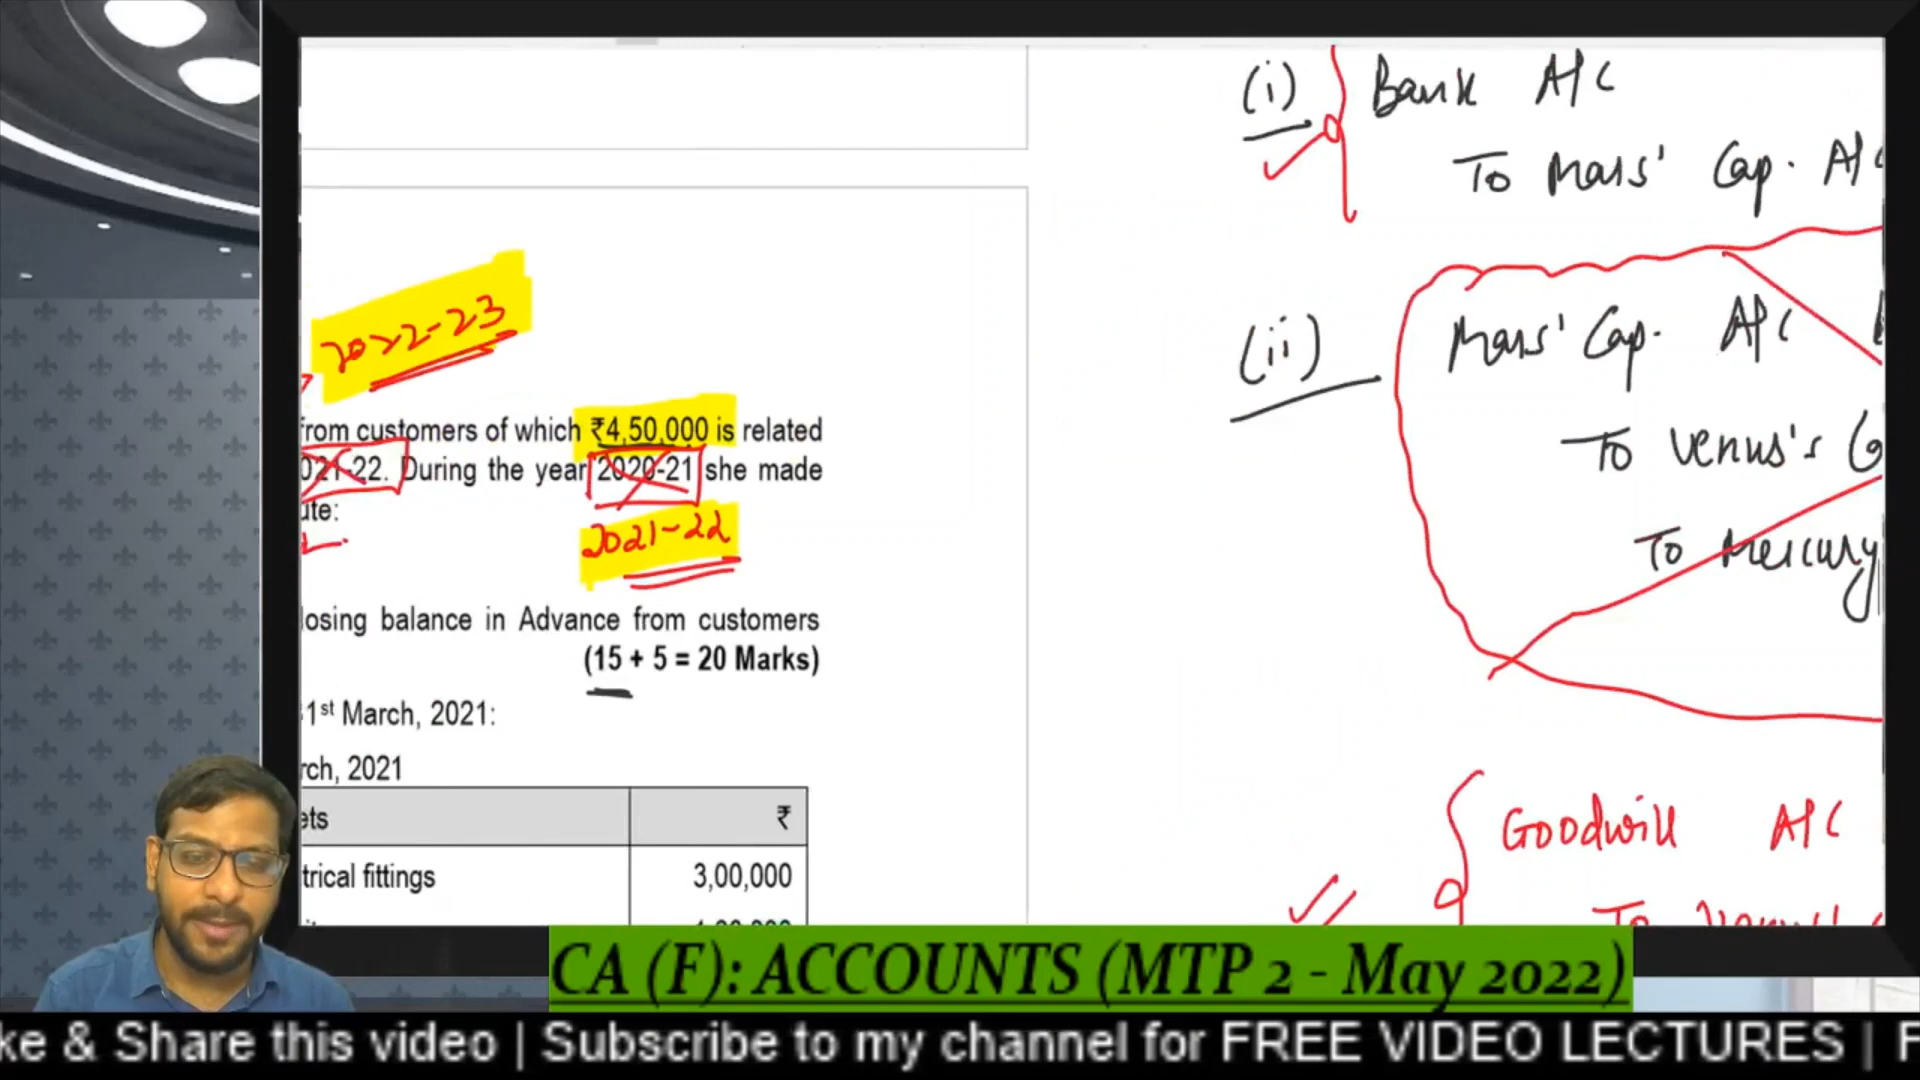 2022-23
from customers of which ₹4,50,000 is related
021-22. During the year 2020-21 she made
ute:
2021-22
losing balance in Advance from customers
(15 + 5 = 20 Marks)
1st March, 2021:
rch, 2021
ets ₹
trical fittings 3,00,000
(i) Bank A/C
To Mars' Cap. A/C
(ii) Mars' Cap. A/C
To Venus's
To Mercury
Goodwill A/C
To
CA (F): ACCOUNTS (MTP 2 - May 2022)
ke & Share this video | Subscribe to my channel for FREE VIDEO LECTURES | F